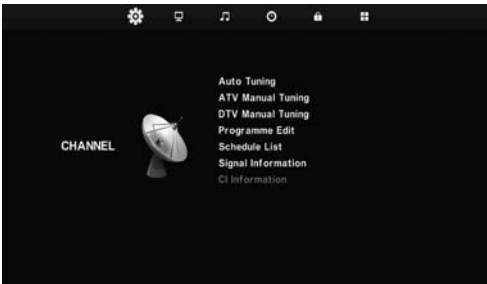 Auto Tuning
ATV Manual Tuning
DTV Manual Tuning
Programme Edit
CHANNEL
Schedule List
Signal Information
CI Information